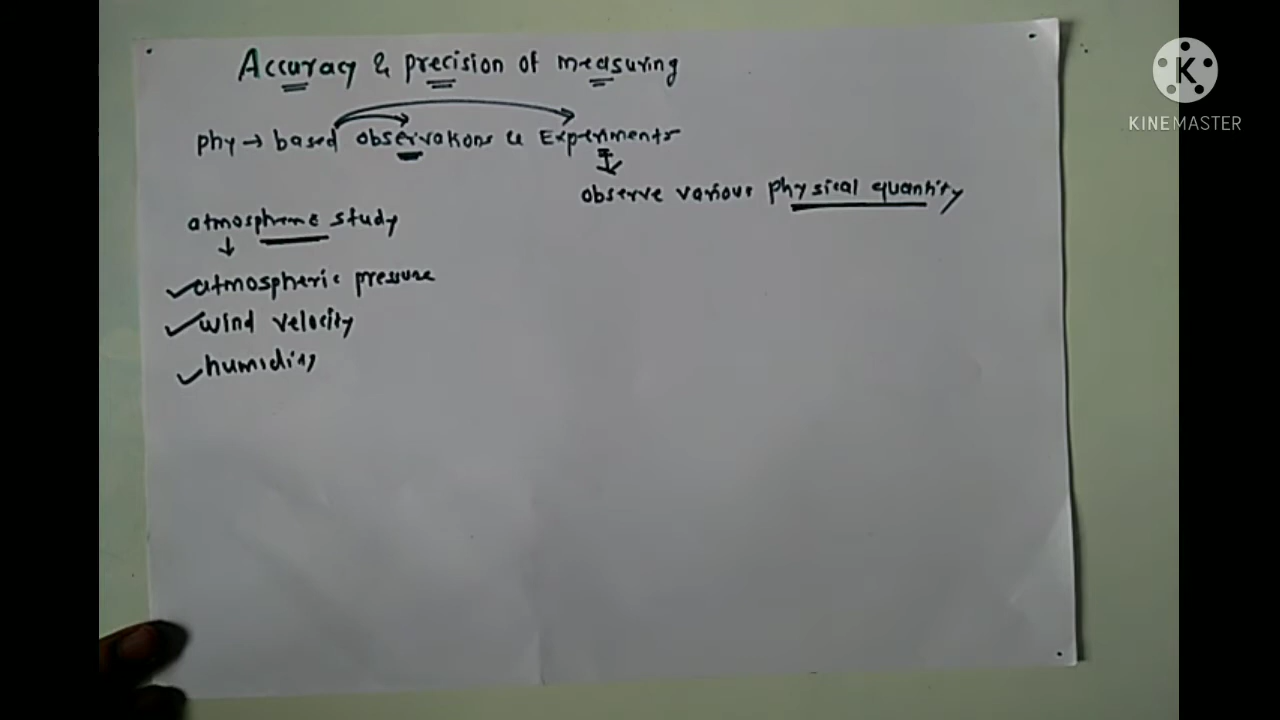 Accuracy & precision of measuring
phy → based observations & Experiments
observe various physical quantity
atmosphere study
atmospheric pressure
wind velocity
humidity
K
KINEMASTER